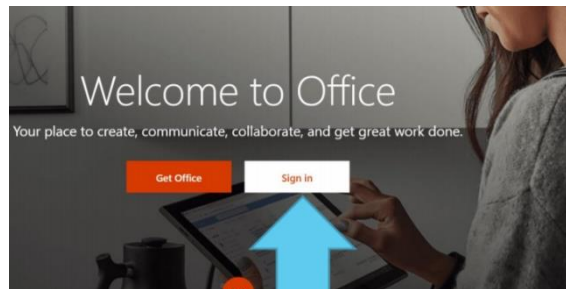 Welcome to Office
Your place to create, communicate, collaborate, and get great work done.
Get Office
Sign in